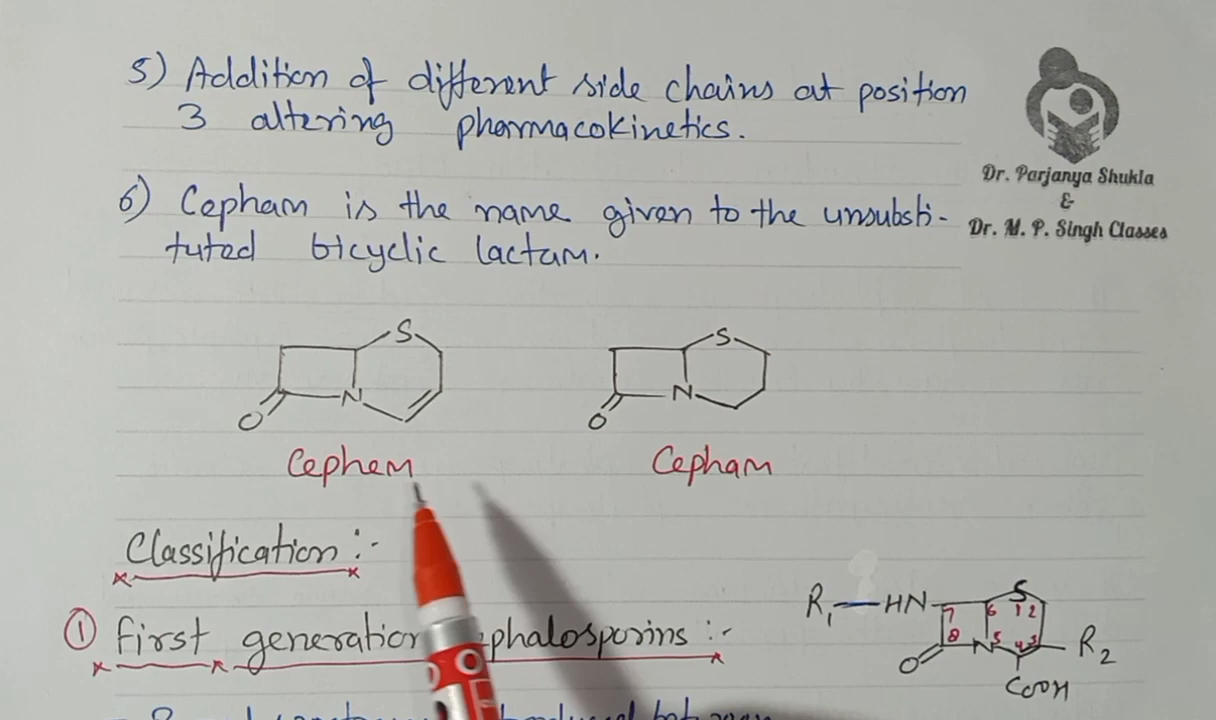 5) Addition of different side chains at position
3 altering pharmacokinetics.
Dr. Parjanya Shukla
&
Dr. M. P. Singh Classes
6) Cepham is the name given to the unsubsti-
tuted bicyclic lactam.
S
N
O
Cephem
S
N
O
Cepham
Classification :-
① First generation phalosporins :-
R1—HN
7 6 S 1 2
8 5 4 3
O N R2
COOH